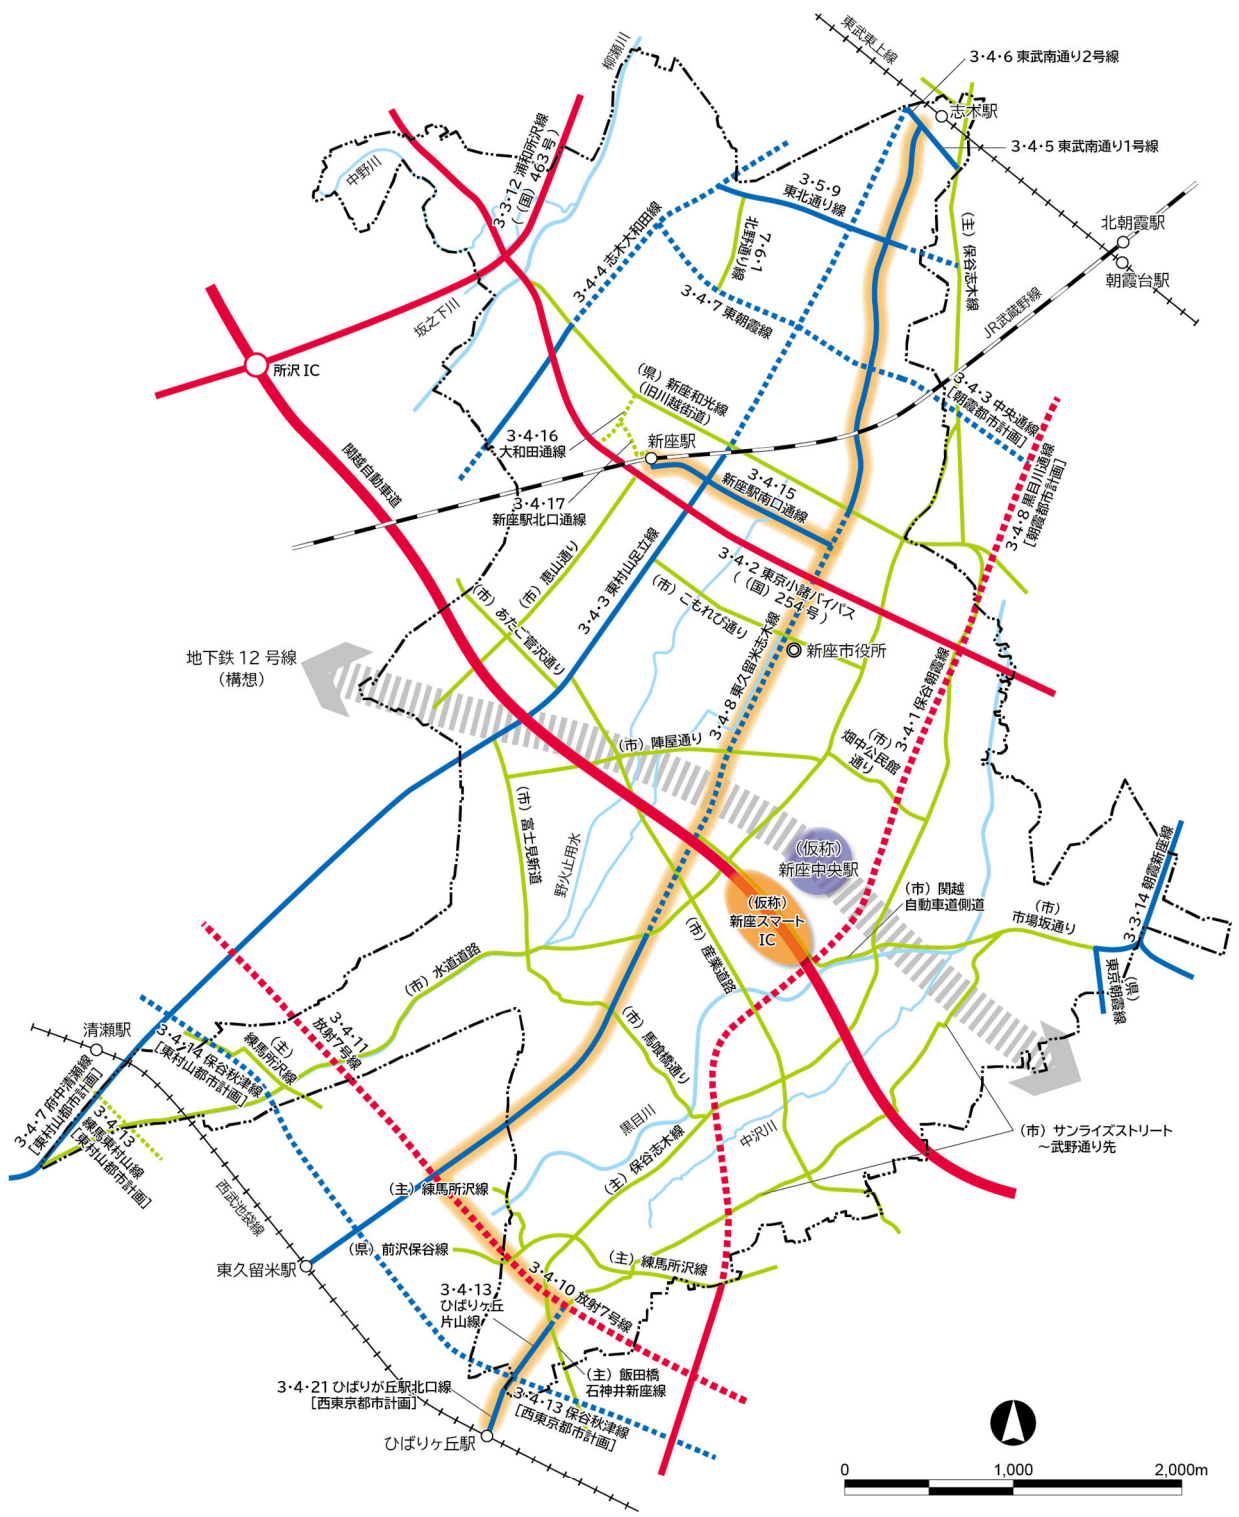 東武東上線
3・4・6 東武南通り2号線
志木駅
3・4・5 東武南通り1号線
柳瀬川
中野川
3・3・12 浦和所沢線
(（国）463号)
3・5・9
東北通り線
7・6・1
北野通り線
(主) 保谷志木線
北朝霞駅
朝霞台駅
JR武蔵野線
3・4・4 志木大和田線
坂之下川
3・4・7 東朝霞線
所沢 IC
(県) 新座和光線
(旧川越街道)
3・4・3 中央通線
[朝霞都市計画]
3・4・16
大和田通線
新座駅
3・4・15
新座駅南口通線
3・4・8 黒目川通線
[朝霞都市計画]
関越自動車道
3・4・17
新座駅北口通線
(市) 恵山通り
3・4・3 東村山足立線
3・4・2 東京小諸バイパス
(（国）254号)
(市) こもれび通り
(市) あたご菅沢通り
新座市役所
地下鉄 12 号線
(構想)
3・4・8 東久留米志木線
3・4・1 保谷朝霞線
(市) 陣屋通り
(市)
畑中公民館
通り
(市) 富士見新道
野火止用水
(仮称)
新座中央駅
(仮称)
新座スマート
IC
(市) 関越
自動車道側道
(市)
市場坂通り
3・3・14 朝霞新座線
(県)
東京朝霞線
(市) 産業道路
(市) 水道道路
3・4・11
放射7号線
(市) 馬喰橋通り
清瀬駅
3・4・14 保谷秋津線
[東村山都市計画]
(主)
練馬所沢線
3・4・7 府中清瀬線
[東村山都市計画]
3・4・13
練馬東村山線
[東村山都市計画]
黒目川
中沢川
(市) サンライズストリート
～武野通り先
(主) 保谷志木線
(主) 練馬所沢線
西武池袋線
(県) 前沢保谷線
東久留米駅
(主) 練馬所沢線
3・4・10 放射7号線
3・4・13
ひばりヶ丘
片山線
(主) 飯田橋
石神井新座線
3・4・21 ひばりが丘駅北口線
[西東京都市計画]
3・4・13 保谷秋津線
[西東京都市計画]
ひばりヶ丘駅
0 1,000 2,000m